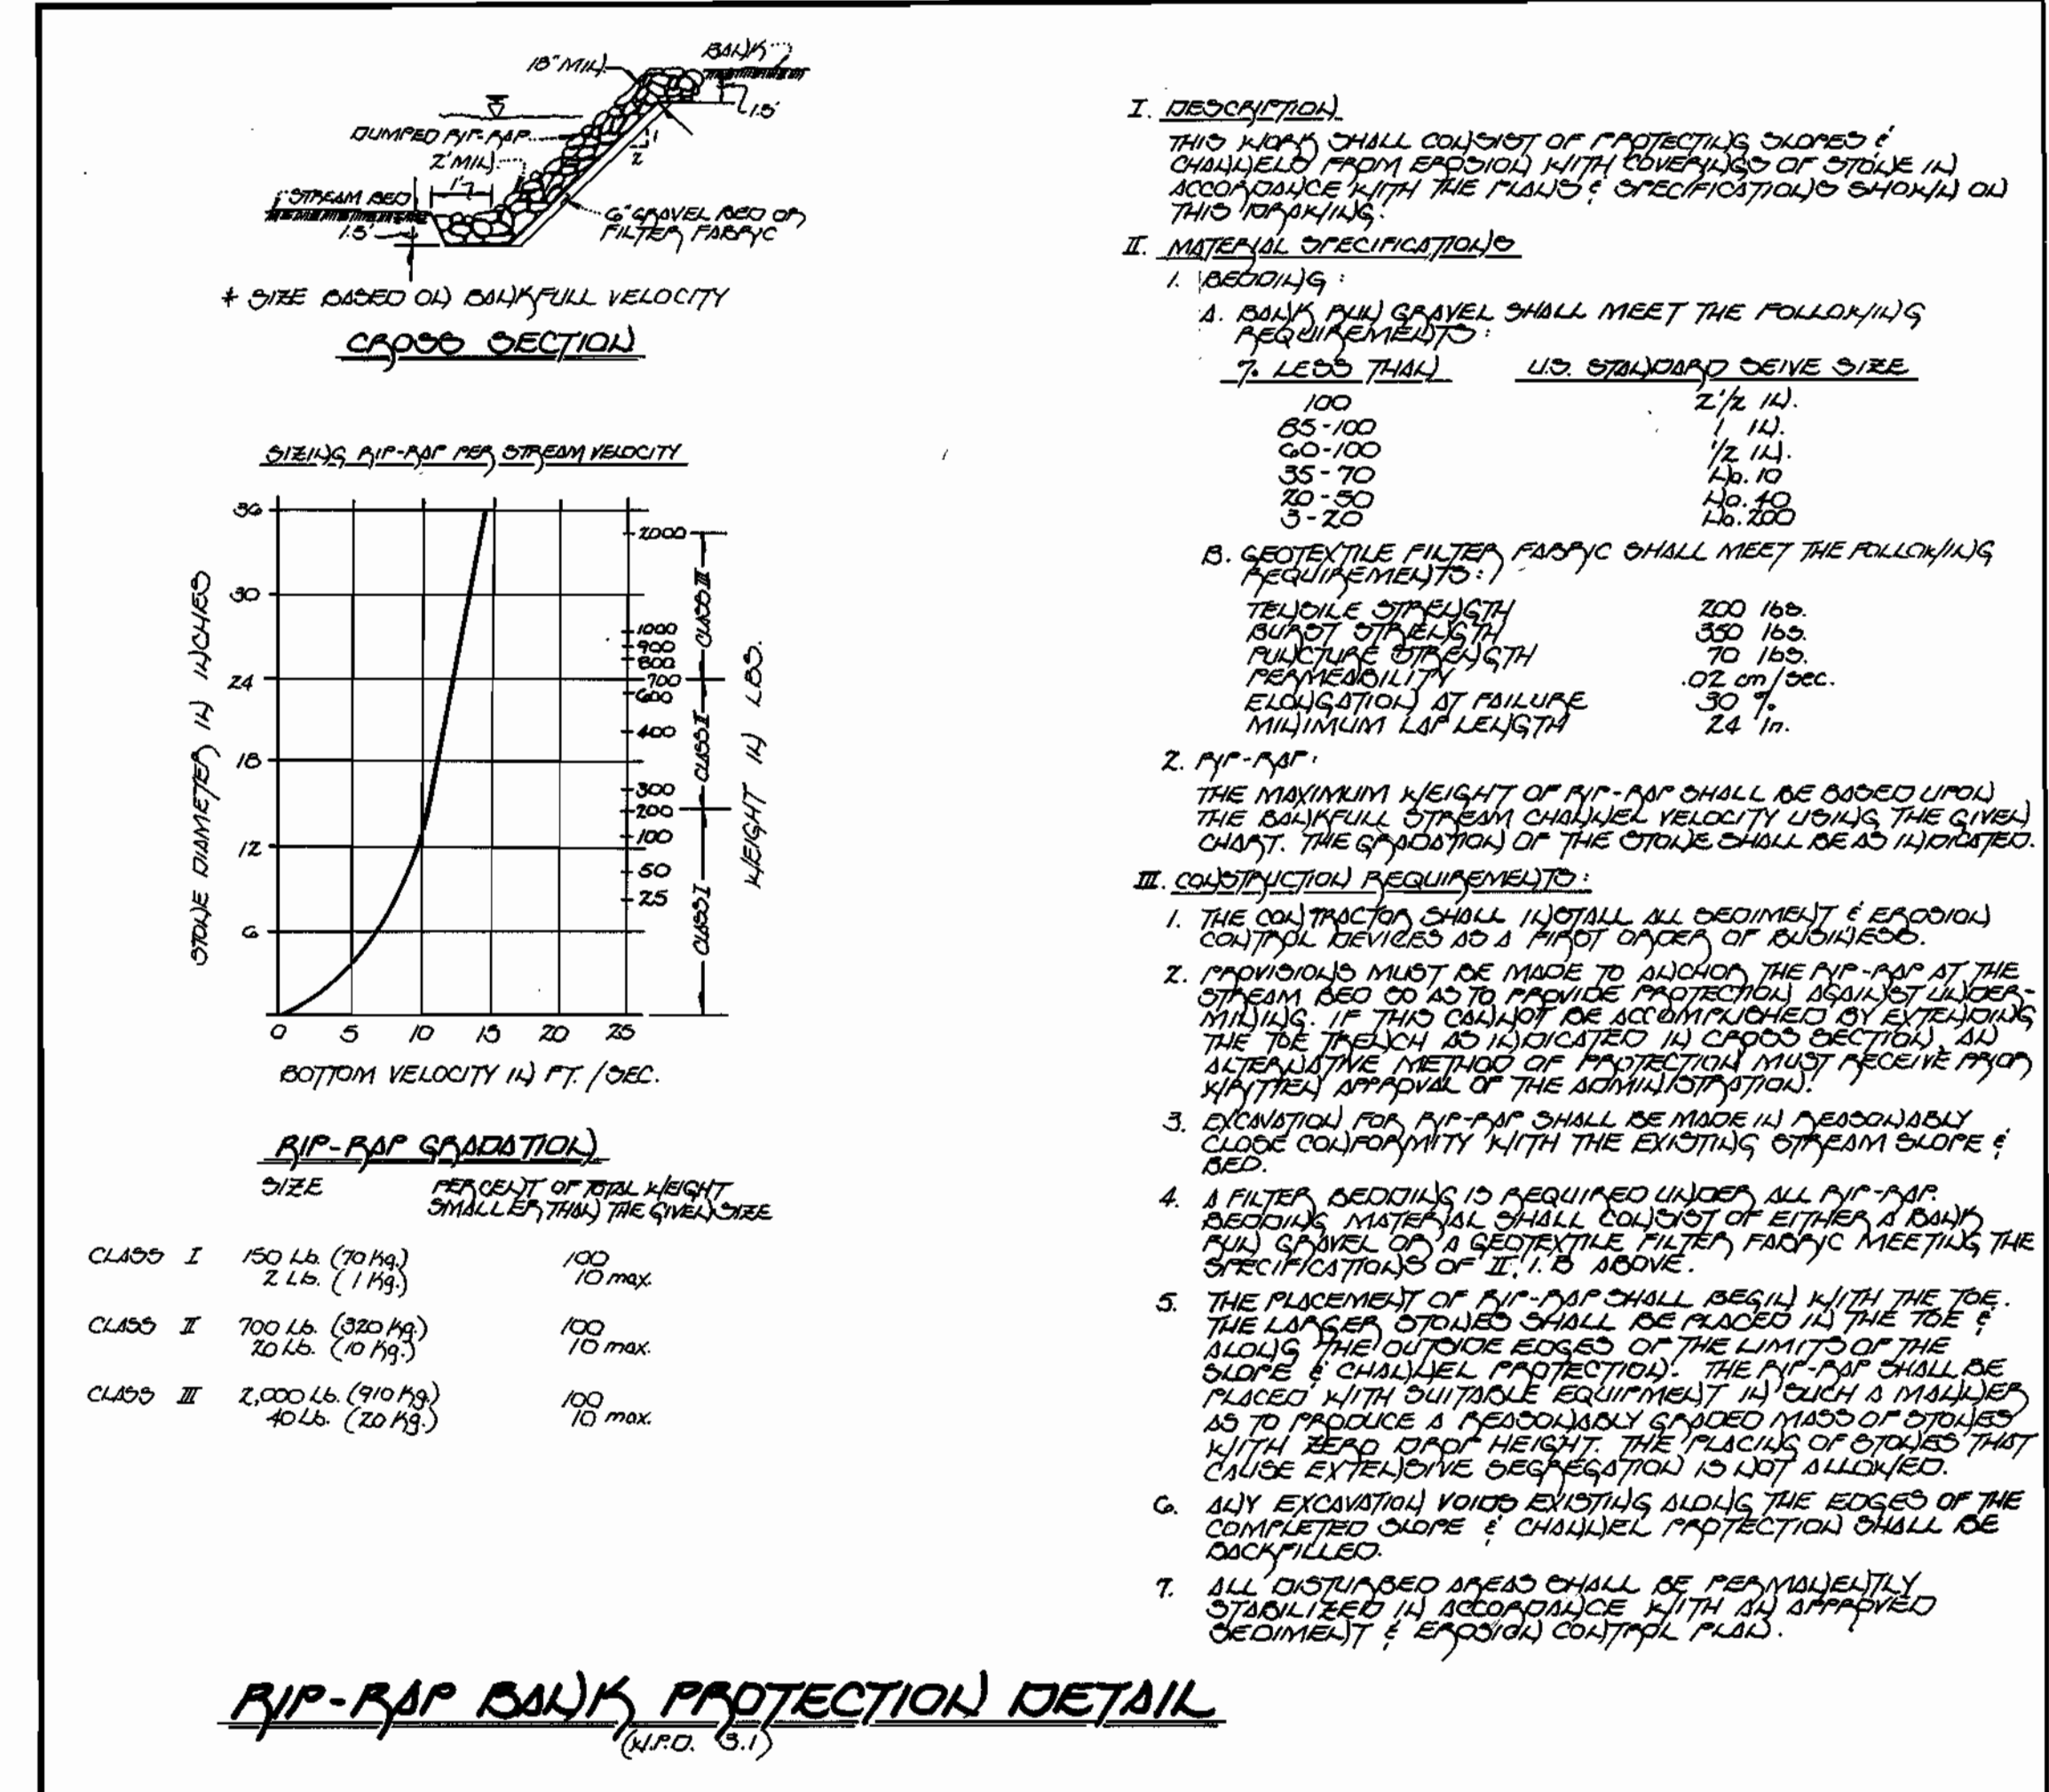 18" MIN.
BANK
1.5'
DUMPED RIP-RAP
1
2
2' MIN.
1'
STREAM BED
1.5'
6" GRAVEL BED OR
FILTER FABRIC
* SIZE BASED ON BANKFULL VELOCITY
CROSS SECTION
SIZING RIP-RAP PER STREAM VELOCITY
STONE DIAMETER IN INCHES
36
30
24
18
12
6
2000
1000
900
800
700
600
400
300
200
100
50
25
CLASS III
CLASS I
CLASS I
WEIGHT IN LBS.
0 5 10 15 20 25
BOTTOM VELOCITY IN FT./SEC.
RIP-RAP GRADATION
SIZE PERCENT OF TOTAL WEIGHT
SMALLER THAN THE GIVEN SIZE
CLASS I 150 Lb. (70 Kg.) 100
2 Lb. (1 Kg.) 10 max.
CLASS II 700 Lb. (320 Kg.) 100
20 Lb. (10 Kg.) 10 max.
CLASS III 2,000 Lb. (910 Kg.) 100
40 Lb. (20 Kg.) 10 max.
I. DESCRIPTION
THIS WORK SHALL CONSIST OF PROTECTING SLOPES &
CHANNELS FROM EROSION WITH COVERINGS OF STONE IN
ACCORDANCE WITH THE PLANS & SPECIFICATIONS SHOWN ON
THIS DRAWING.
II. MATERIAL SPECIFICATIONS
1. BEDDING:
A. BANK RUN GRAVEL SHALL MEET THE FOLLOWING
REQUIREMENTS:
% LESS THAN U.S. STANDARD SEIVE SIZE
100 2 1/2 IN.
85-100 1 IN.
60-100 1/2 IN.
35-70 No. 10
20-50 No. 40
3-20 No. 200
B. GEOTEXTILE FILTER FABRIC SHALL MEET THE FOLLOWING
REQUIREMENTS:
TENSILE STRENGTH 200 lbs.
BURST STRENGTH 350 lbs.
PUNCTURE STRENGTH 70 lbs.
PERMEABILITY .02 cm/sec.
ELONGATION AT FAILURE 30 %
MINIMUM LAP LENGTH 24 in.
2. RIP-RAP:
THE MAXIMUM WEIGHT OF RIP-RAP SHALL BE BASED UPON
THE BANKFULL STREAM CHANNEL VELOCITY USING THE GIVEN
CHART. THE GRADATION OF THE STONE SHALL BE AS INDICATED.
III. CONSTRUCTION REQUIREMENTS:
1. THE CONTRACTOR SHALL INSTALL ALL SEDIMENT & EROSION
CONTROL DEVICES AS A FIRST ORDER OF BUSINESS.
2. PROVISIONS MUST BE MADE TO ANCHOR THE RIP-RAP AT THE
STREAM BED SO AS TO PROVIDE PROTECTION AGAINST UNDER-
MINING. IF THIS CANNOT BE ACCOMPLISHED BY EXTENDING
THE TOE TRENCH AS INDICATED IN CROSS SECTION, AN
ALTERNATIVE METHOD OF PROTECTION MUST RECEIVE PRIOR
WRITTEN APPROVAL OF THE ADMINISTRATION.
3. EXCAVATION FOR RIP-RAP SHALL BE MADE IN REASONABLY
CLOSE CONFORMITY WITH THE EXISTING STREAM SLOPE &
BED.
4. A FILTER BEDDING IS REQUIRED UNDER ALL RIP-RAP.
BEDDING MATERIAL SHALL CONSIST OF EITHER A BANK
RUN GRAVEL OR A GEOTEXTILE FILTER FABRIC MEETING THE
SPECIFICATIONS OF II, 1. B ABOVE.
5. THE PLACEMENT OF RIP-RAP SHALL BEGIN WITH THE TOE.
THE LARGER STONES SHALL BE PLACED IN THE TOE &
ALONG THE OUTSIDE EDGES OF THE LIMITS OF THE
SLOPE & CHANNEL PROTECTION. THE RIP-RAP SHALL BE
PLACED WITH SUITABLE EQUIPMENT IN SUCH A MANNER
AS TO PRODUCE A REASONABLY GRADED MASS OF STONES
WITH ZERO DROP HEIGHT. THE PLACING OF STONES THAT
CAUSE EXTENSIVE SEGREGATION IS NOT ALLOWED.
6. ANY EXCAVATION VOIDS EXISTING ALONG THE EDGES OF THE
COMPLETED SLOPE & CHANNEL PROTECTION SHALL BE
BACKFILLED.
7. ALL DISTURBED AREAS SHALL BE PERMANENTLY
STABILIZED IN ACCORDANCE WITH AN APPROVED
SEDIMENT & EROSION CONTROL PLAN.
RIP-RAP BANK PROTECTION DETAIL
(W.P.D. 3.1)